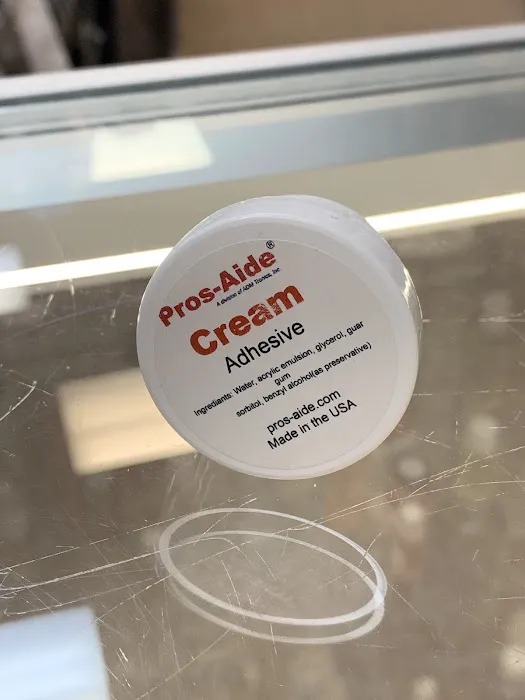 Pros-Aide®
A division of ADM Tronics, Inc.
Cream
Adhesive
Ingredients: Water, acrylic emulsion, glycerol, guar
gum
sorbitol, benzyl alcohol(as preservative)
pros-aide.com
Made in the USA